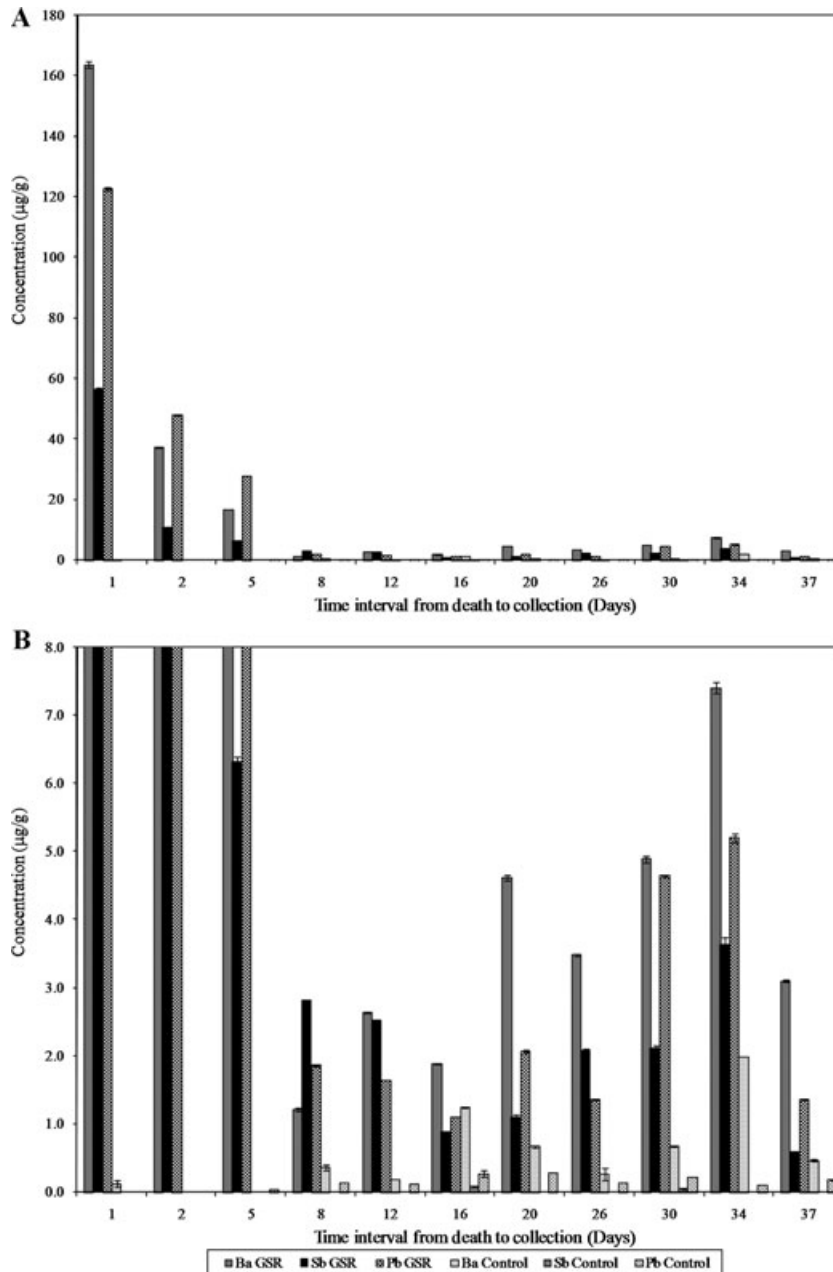 A
180
160
140
120
100
80
60
40
20
0
Concentration (µg/g)
1 2 5 8 12 16 20 26 30 34 37
Time interval from death to collection (Days)
B
8.0
7.0
6.0
5.0
4.0
3.0
2.0
1.0
0.0
Concentration (µg/g)
1 2 5 8 12 16 20 26 30 34 37
Time interval from death to collection (Days)
Ba GSR Sb GSR Pb GSR Ba Control Sb Control Pb Control